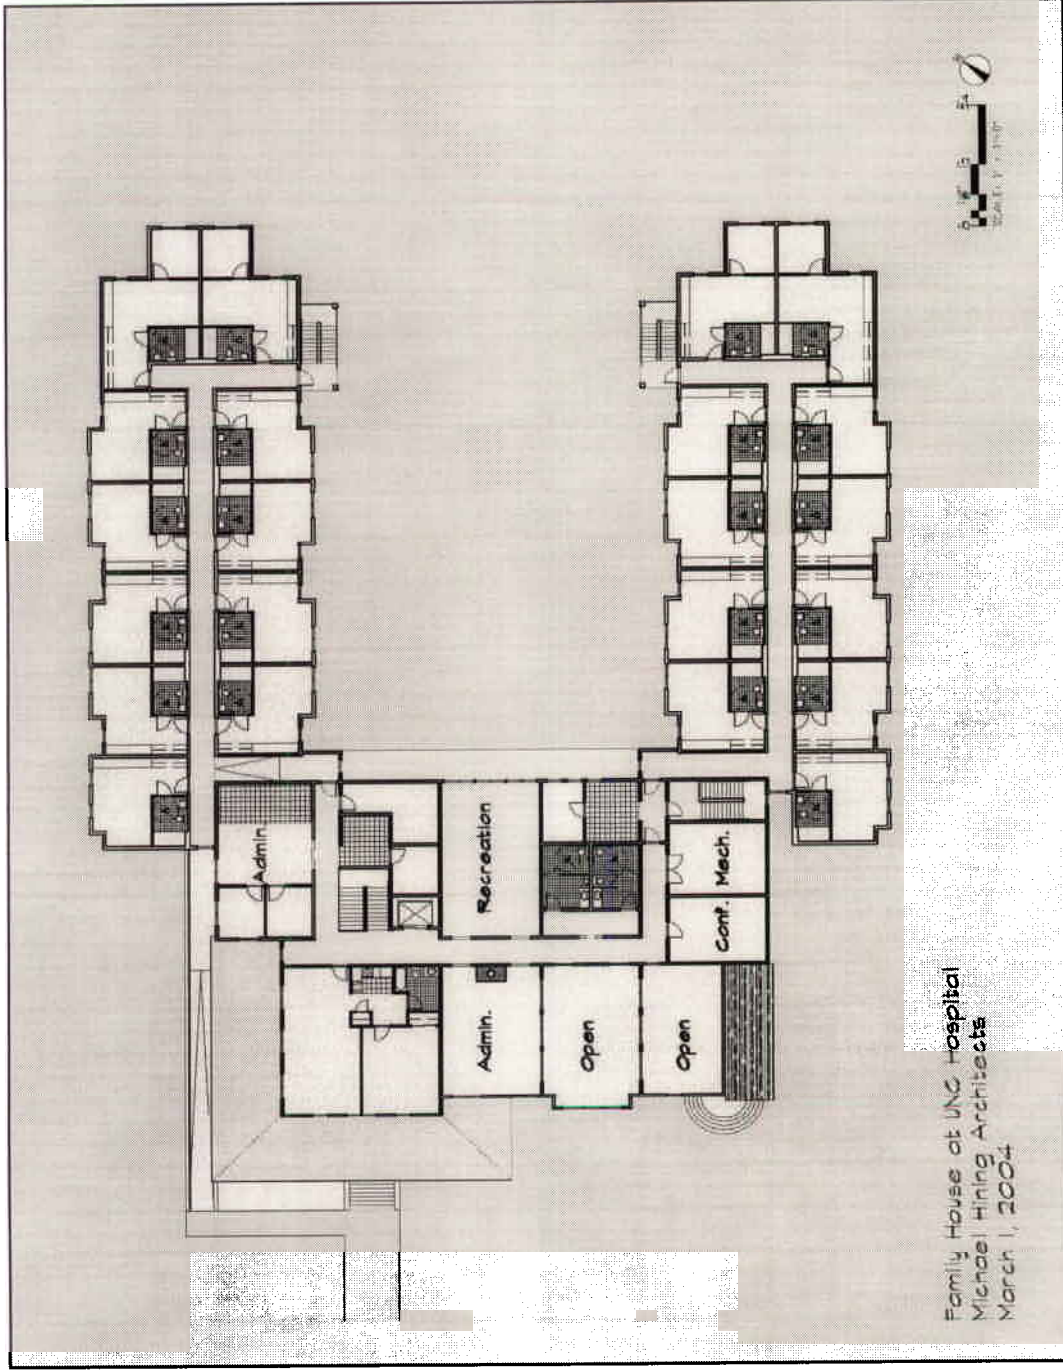 Admin.
Recreation
Conf.
Mech.
Admin.
Open
Open
Family House at UNC Hospital
Michael Hining Architects
March 1, 2004